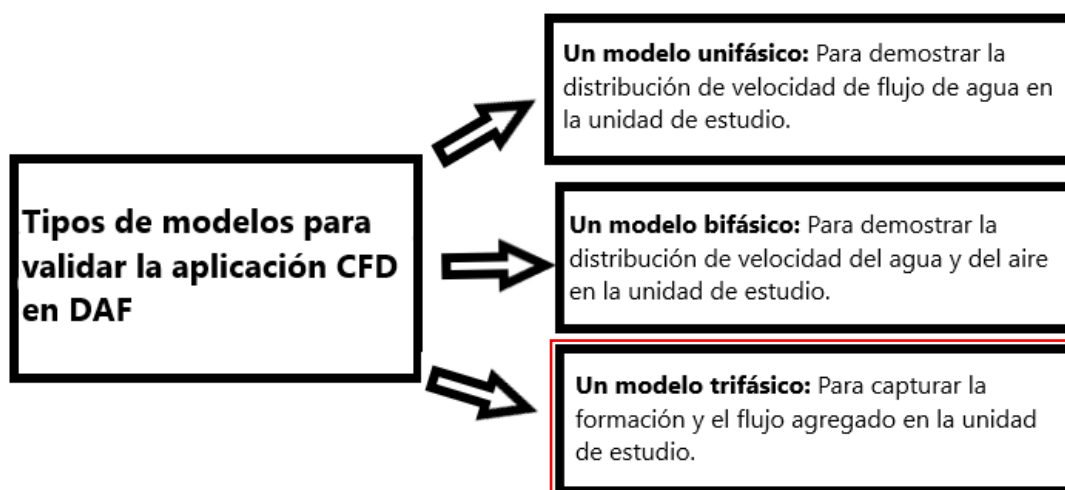 Tipos de modelos para
validar la aplicación CFD
en DAF
Un modelo unifásico: Para demostrar la
distribución de velocidad de flujo de agua en
la unidad de estudio.
Un modelo bifásico: Para demostrar la
distribución de velocidad del agua y del aire
en la unidad de estudio.
Un modelo trifásico: Para capturar la
formación y el flujo agregado en la unidad
de estudio.